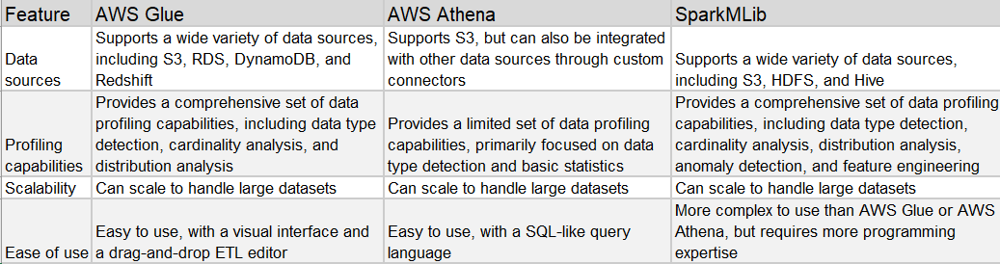 Feature AWS Glue AWS Athena SparkMLib
Data
sources
Supports a wide variety of data sources,
including S3, RDS, DynamoDB, and
Redshift
Supports S3, but can also be integrated
with other data sources through custom
connectors
Supports a wide variety of data sources,
including S3, HDFS, and Hive
Profiling
capabilities
Provides a comprehensive set of data
profiling capabilities, including data type
detection, cardinality analysis, and
distribution analysis
Provides a limited set of data profiling
capabilities, primarily focused on data
type detection and basic statistics
Provides a comprehensive set of data profiling
capabilities, including data type detection,
cardinality analysis, distribution analysis,
anomaly detection, and feature engineering
Scalability
Can scale to handle large datasets
Can scale to handle large datasets
Can scale to handle large datasets
Ease of use
Easy to use, with a visual interface and
a drag-and-drop ETL editor
Easy to use, with a SQL-like query
language
More complex to use than AWS Glue or AWS
Athena, but requires more programming
expertise